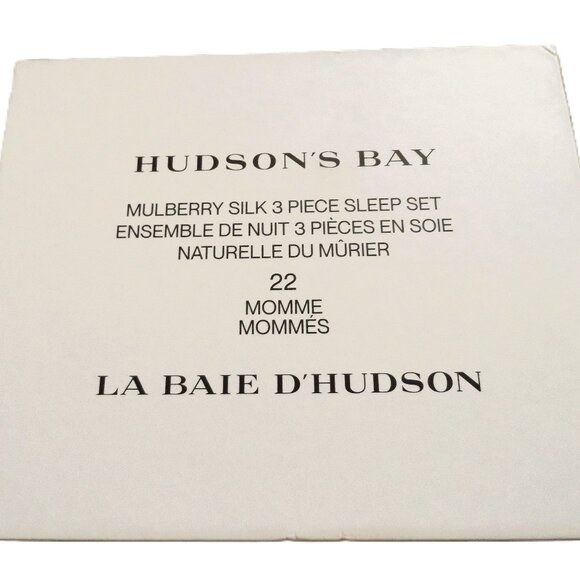 HUDSON'S BAY
MULBERRY SILK 3 PIECE SLEEP SET
ENSEMBLE DE NUIT 3 PIÈCES EN SOIE
NATURELLE DU MÛRIER
22
MOMME
MOMMÉS
LA BAIE D'HUDSON